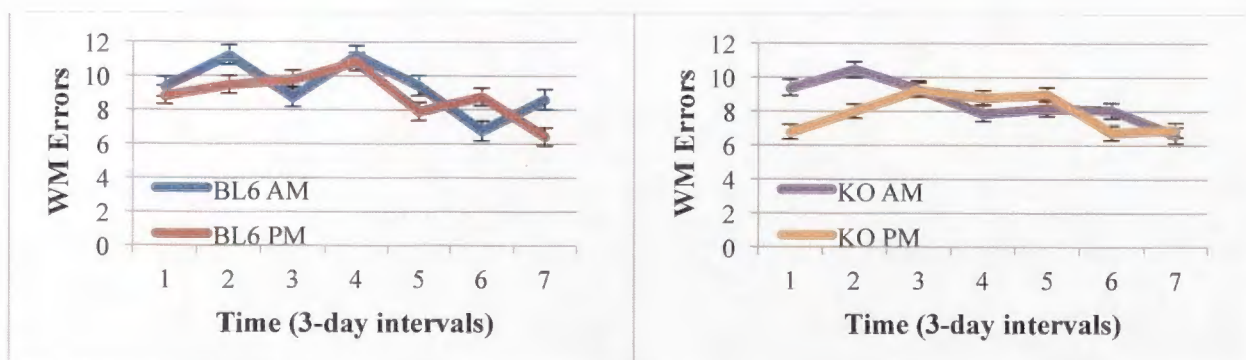 WM Errors
12
10
8
6
4
2
0
BL6 AM
BL6 PM
1 2 3 4 5 6 7
Time (3-day intervals)
WM Errors
12
10
8
6
4
2
0
KO AM
KO PM
1 2 3 4 5 6 7
Time (3-day intervals)